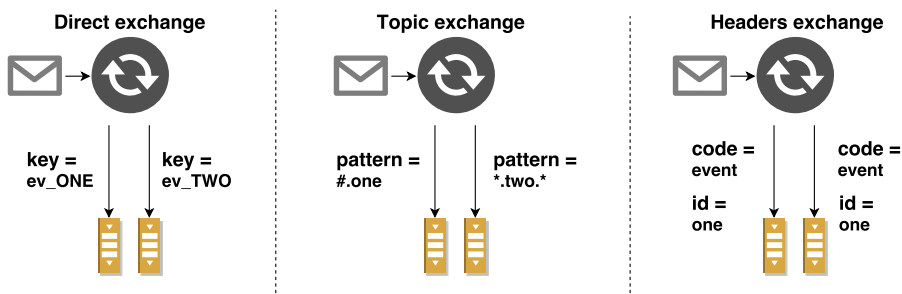 Direct exchange
key =
ev_ONE
key =
ev_TWO
Topic exchange
pattern =
#.one
pattern =
*.two.*
Headers exchange
code =
event
id =
one
code =
event
id =
one